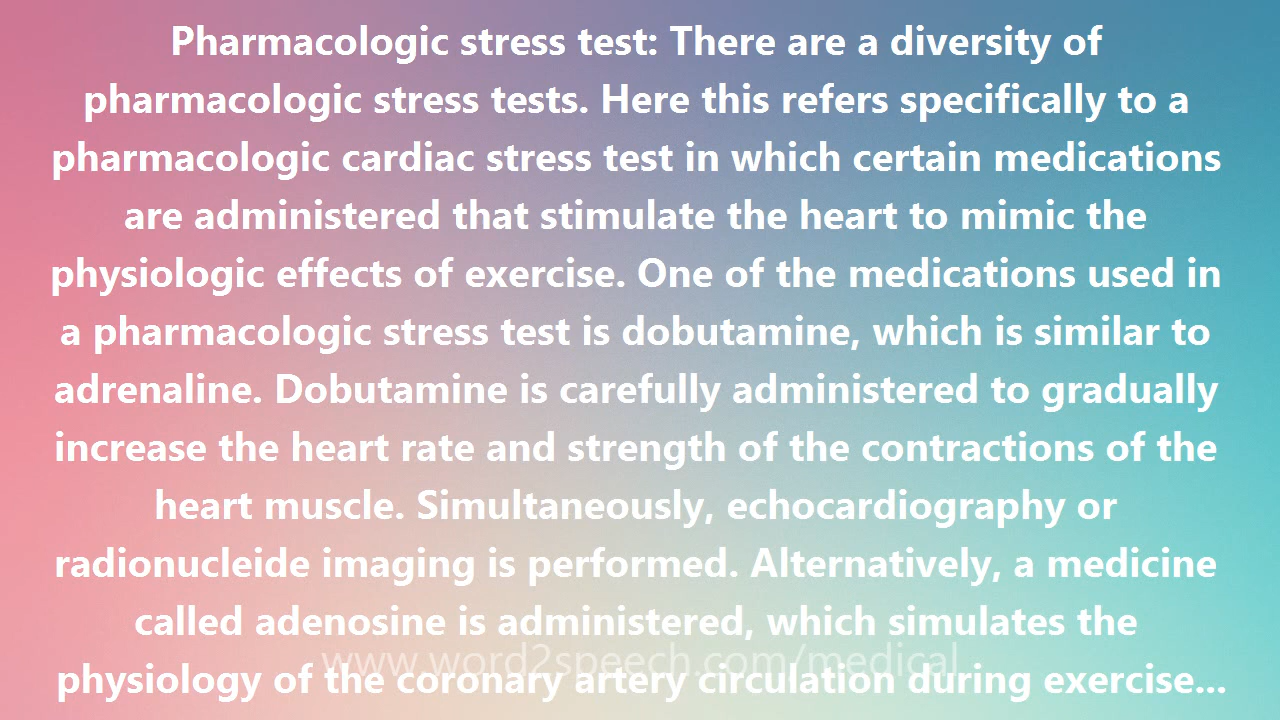 Pharmacologic stress test: There are a diversity of
pharmacologic stress tests. Here this refers specifically to a
pharmacologic cardiac stress test in which certain medications
are administered that stimulate the heart to mimic the
physiologic effects of exercise. One of the medications used in
a pharmacologic stress test is dobutamine, which is similar to
adrenaline. Dobutamine is carefully administered to gradually
increase the heart rate and strength of the contractions of the
heart muscle. Simultaneously, echocardiography or
radionucleide imaging is performed. Alternatively, a medicine
called adenosine is administered, which simulates the
www.word2speech.com/medical
physiology of the coronary artery circulation during exercise...